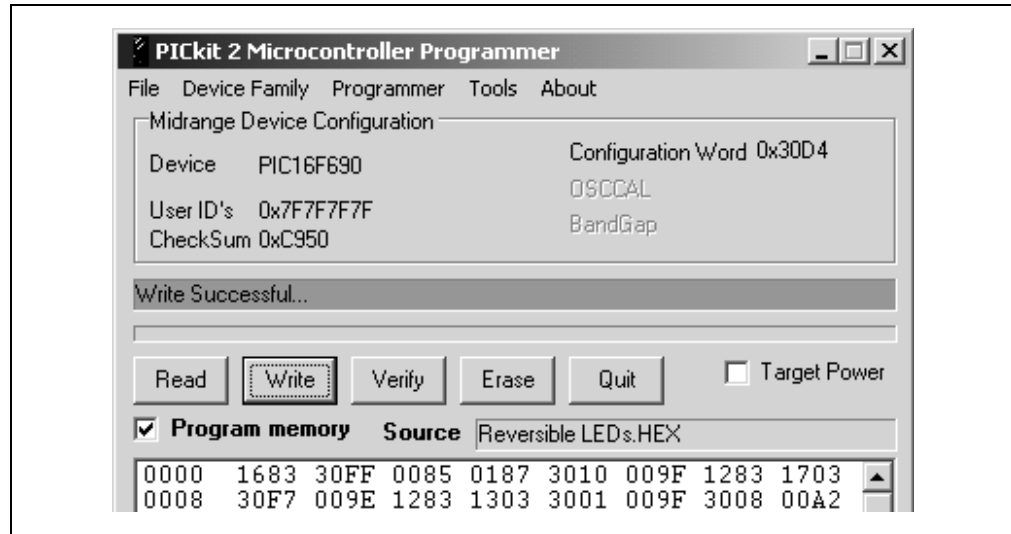 PICkit 2 Microcontroller Programmer
File Device Family Programmer Tools About
Midrange Device Configuration
Device PIC16F690 Configuration Word 0x30D4
OSCCAL
User ID's 0x7F7F7F7F
BandGap
CheckSum 0xC950
Write Successful...
Read Write Verify Erase Quit Target Power
Program memory Source Reversible LEDs.HEX
0000 1683 30FF 0085 0187 3010 009F 1283 1703
0008 30F7 009E 1283 1303 3001 009F 3008 00A2